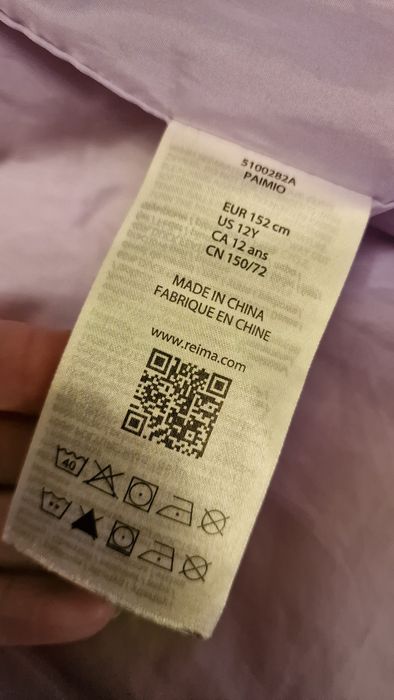 5100282A
PAIMIO
EUR 152 cm
US 12Y
CA 12 ans
CN 150/72
MADE IN CHINA
FABRIQUE EN CHINE
www.reima.com
40